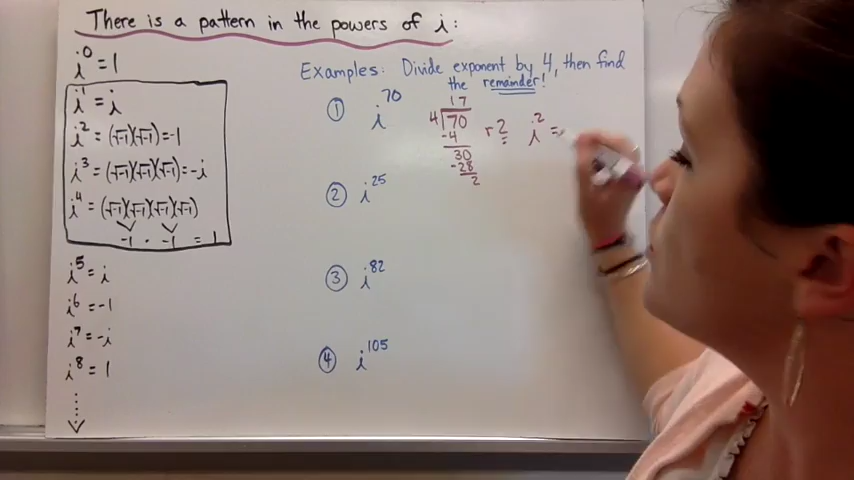 There is a pattern in the powers of i:
i⁰ = 1
i¹ = i
i² = (√-1)(√-1) = -1
i³ = (√-1)(√-1)(√-1) = -i
i⁴ = (√-1)(√-1)(√-1)(√-1)
-1 · -1 = 1
i⁵ = i
i⁶ = -1
i⁷ = -i
i⁸ = 1
Examples: Divide exponent by 4, then find
the remainder!
① i⁷⁰
17
4 70 r2 i² =
-4
30
-28
2
② i²⁵
③ i⁸²
④ i¹⁰⁵